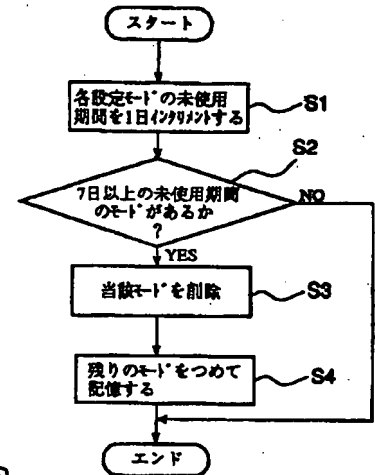 スタート
各設定モードの未使用
期間を1日インクリメントする
S1
S2
7日以上の未使用期間
のモードがあるか
?
NO
YES
当該モードを削除
S3
残りのモードをつめて
記憶する
S4
エンド